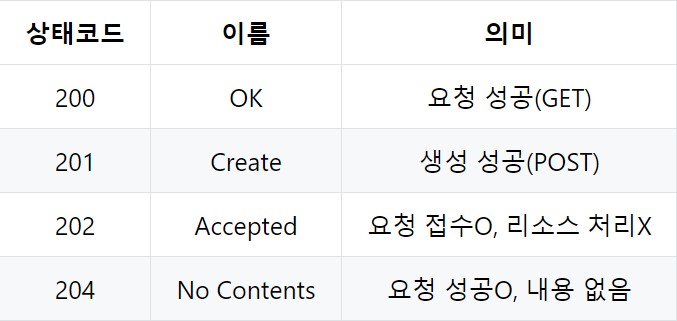 상태코드 이름 의미
200 OK 요청 성공(GET)
201 Create 생성 성공(POST)
202 Accepted 요청 접수O, 리소스 처리X
204 No Contents 요청 성공O, 내용 없음